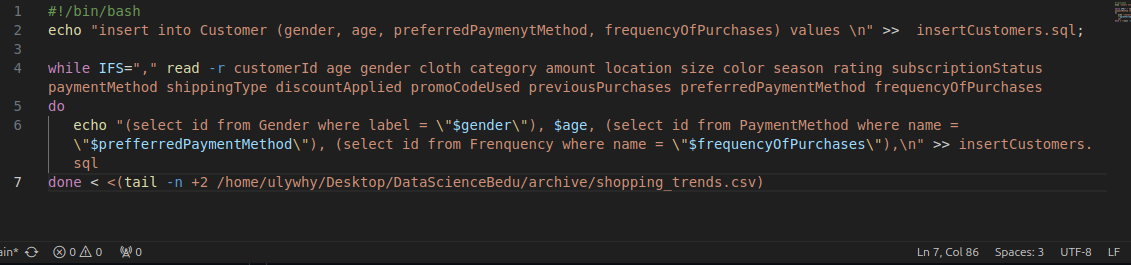 1 #!/bin/bash
2 echo "insert into Customer (gender, age, preferredPaymenytMethod, frequencyOfPurchases) values \n" >>  insertCustomers.sql;
3
4 while IFS="," read -r customerId age gender cloth category amount location size color season rating subscriptionStatus
paymentMethod shippingType discountApplied promoCodeUsed previousPurchases preferredPaymentMethod frequencyOfPurchases
5 do
6 echo "(select id from Gender where label = \"$gender\"), $age, (select id from PaymentMethod where name =
\"$prefferredPaymentMethod\"), (select id from Frenquency where name = \"$frequencyOfPurchases\"),\n" >> insertCustomers.
sql
7 done < <(tail -n +2 /home/ulywhy/Desktop/DataScienceBedu/archive/shopping_trends.csv)
ain* 0 0 0 Ln 7, Col 86 Spaces: 3 UTF-8 LF